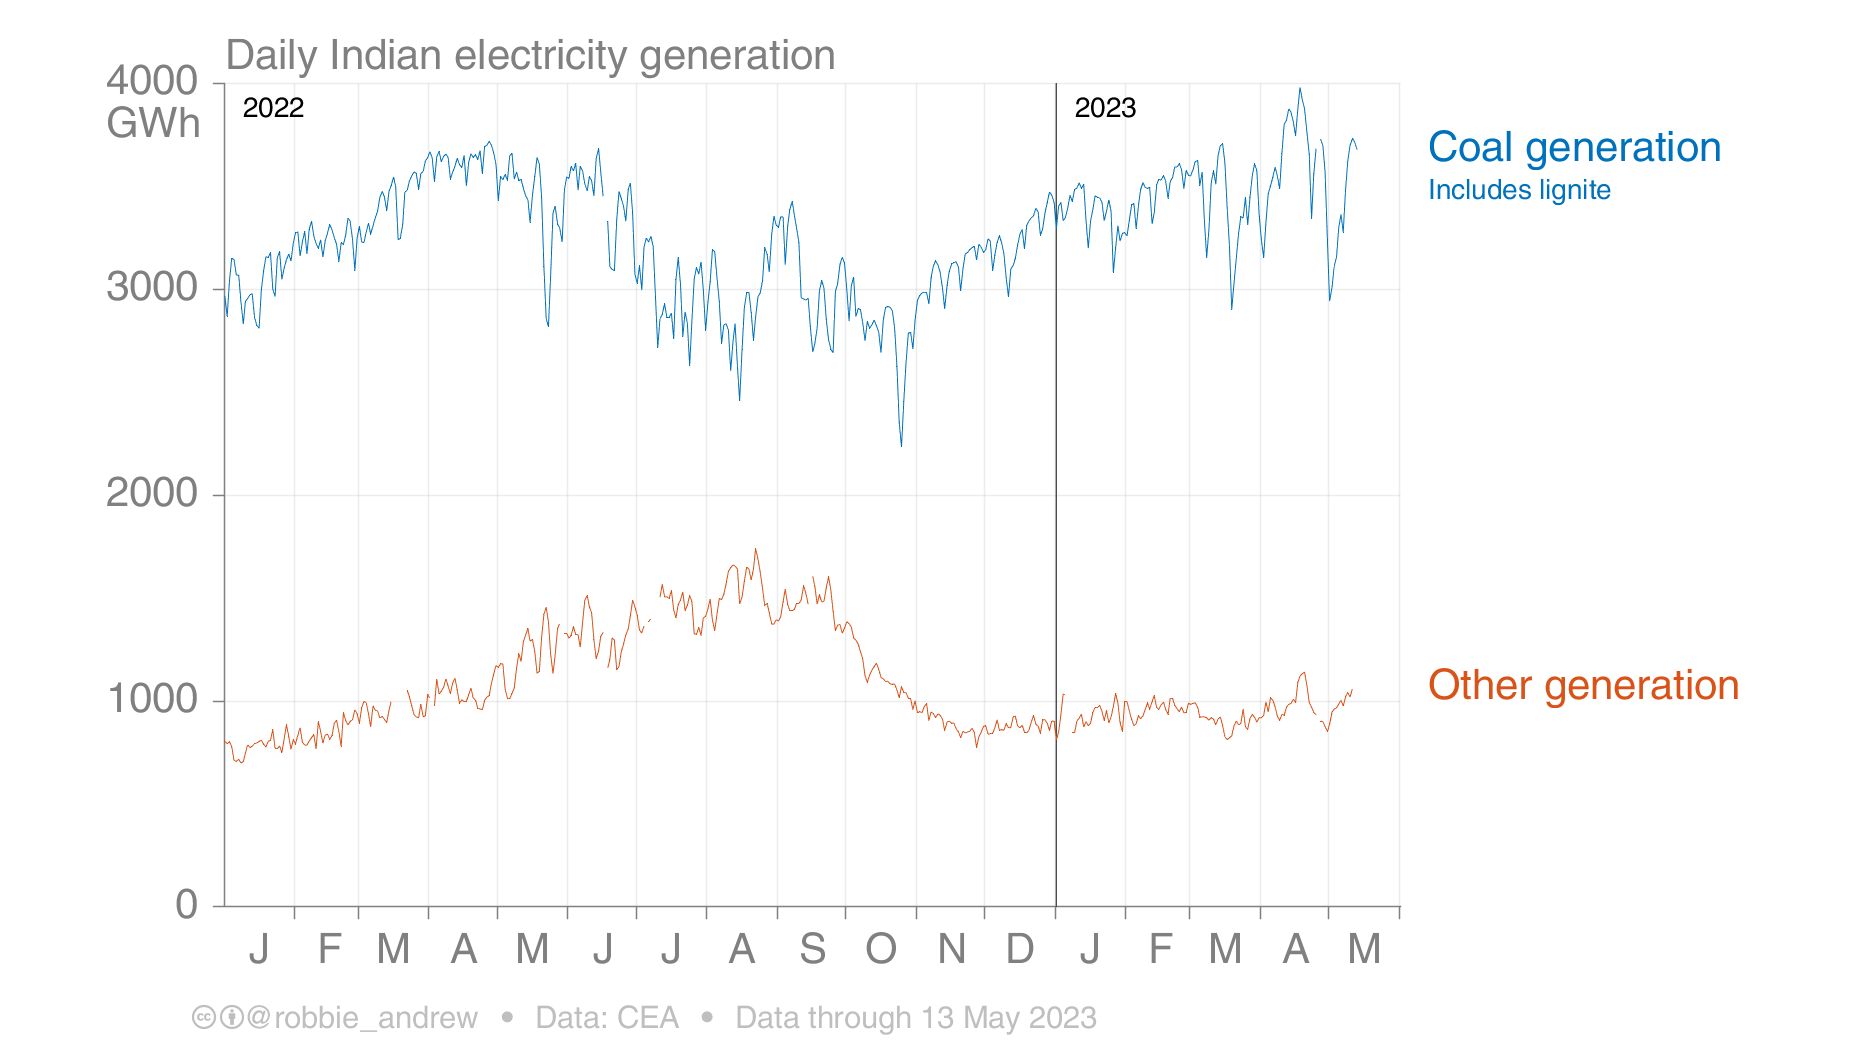 Daily Indian electricity generation
4000
GWh
2022
2023
Coal generation
Includes lignite
3000
2000
1000
Other generation
0
J F M A M J J A S O N D J F M A M
cc @robbie_andrew • Data: CEA • Data through 13 May 2023